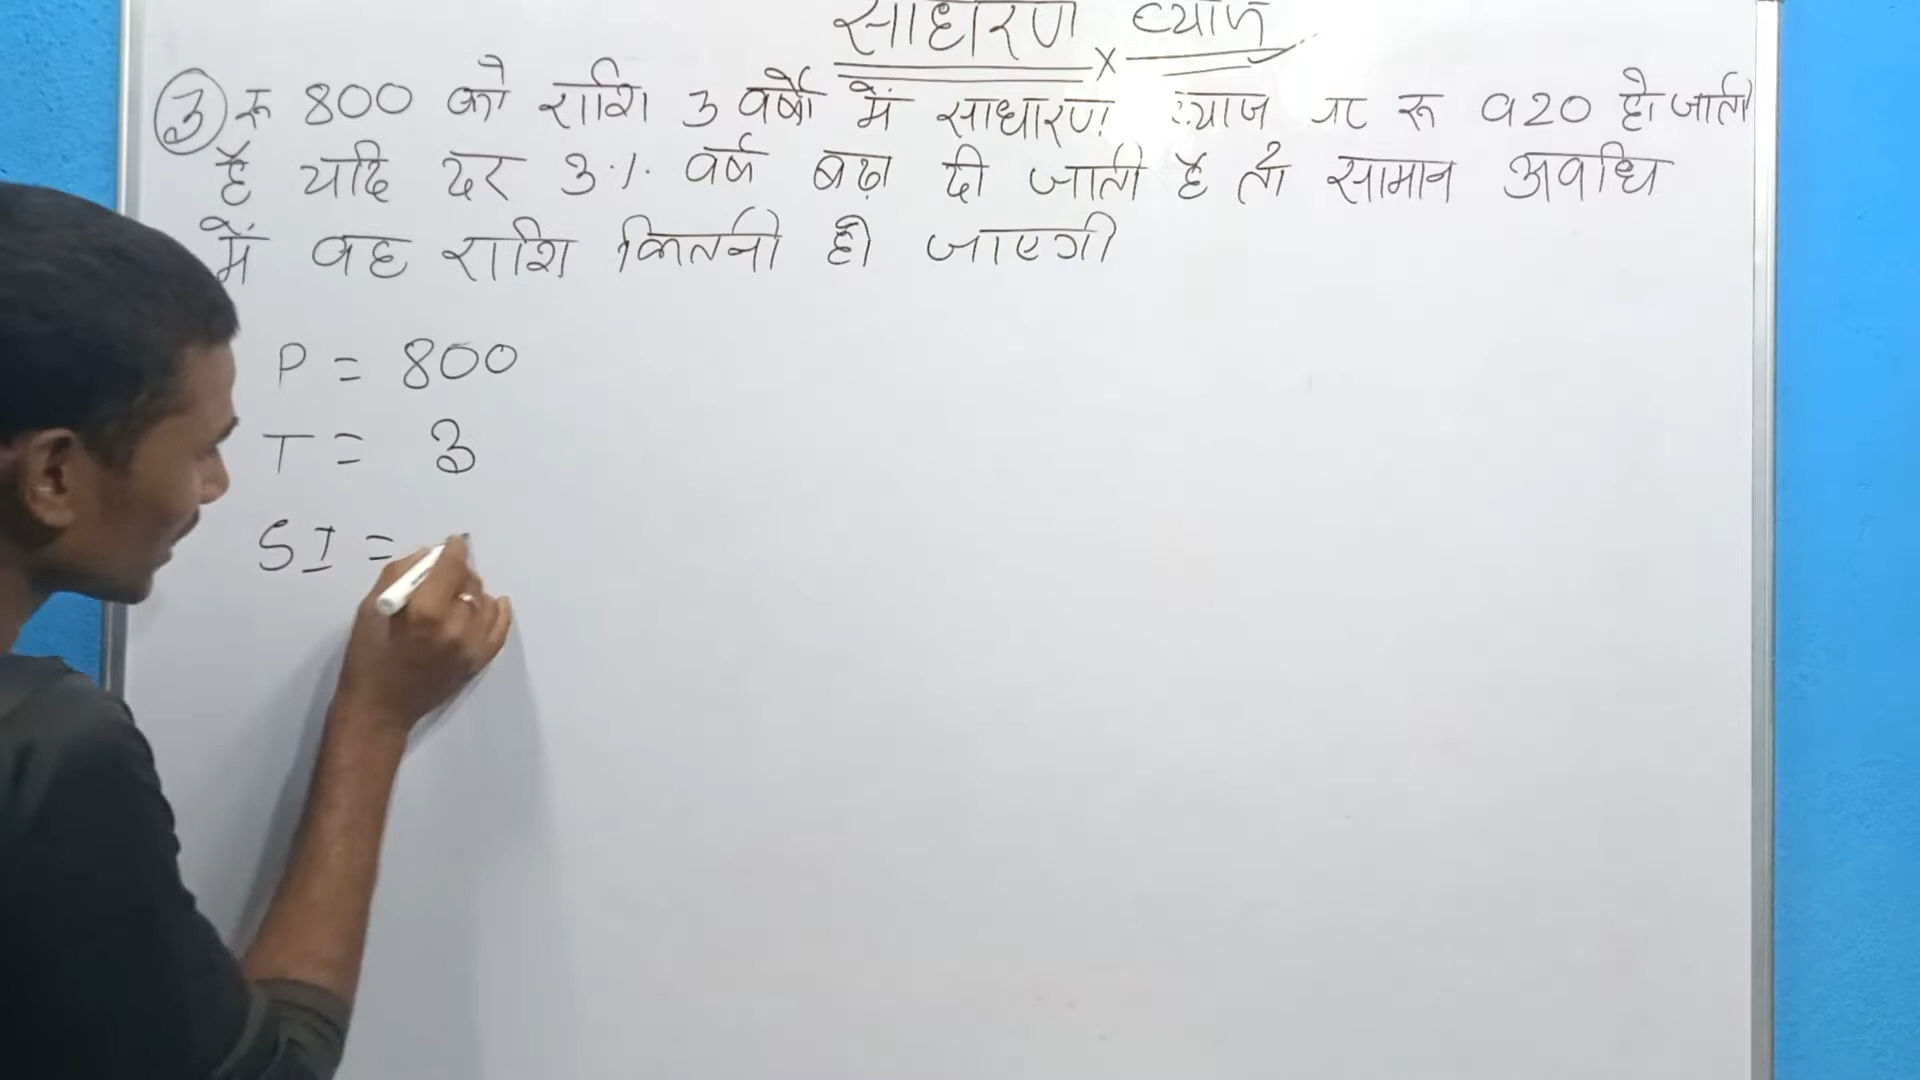 साधारण ब्याज
③ रू 800 को राशि 3 वर्षो में साधारण ब्याज पर रू 920 हो जाती
है यदि दर 3% वर्ष बढ़ा दी जाती है तो सामान अवधि
में वह राशि कितनी हो जाएगी
P = 800
T = 3
SI =